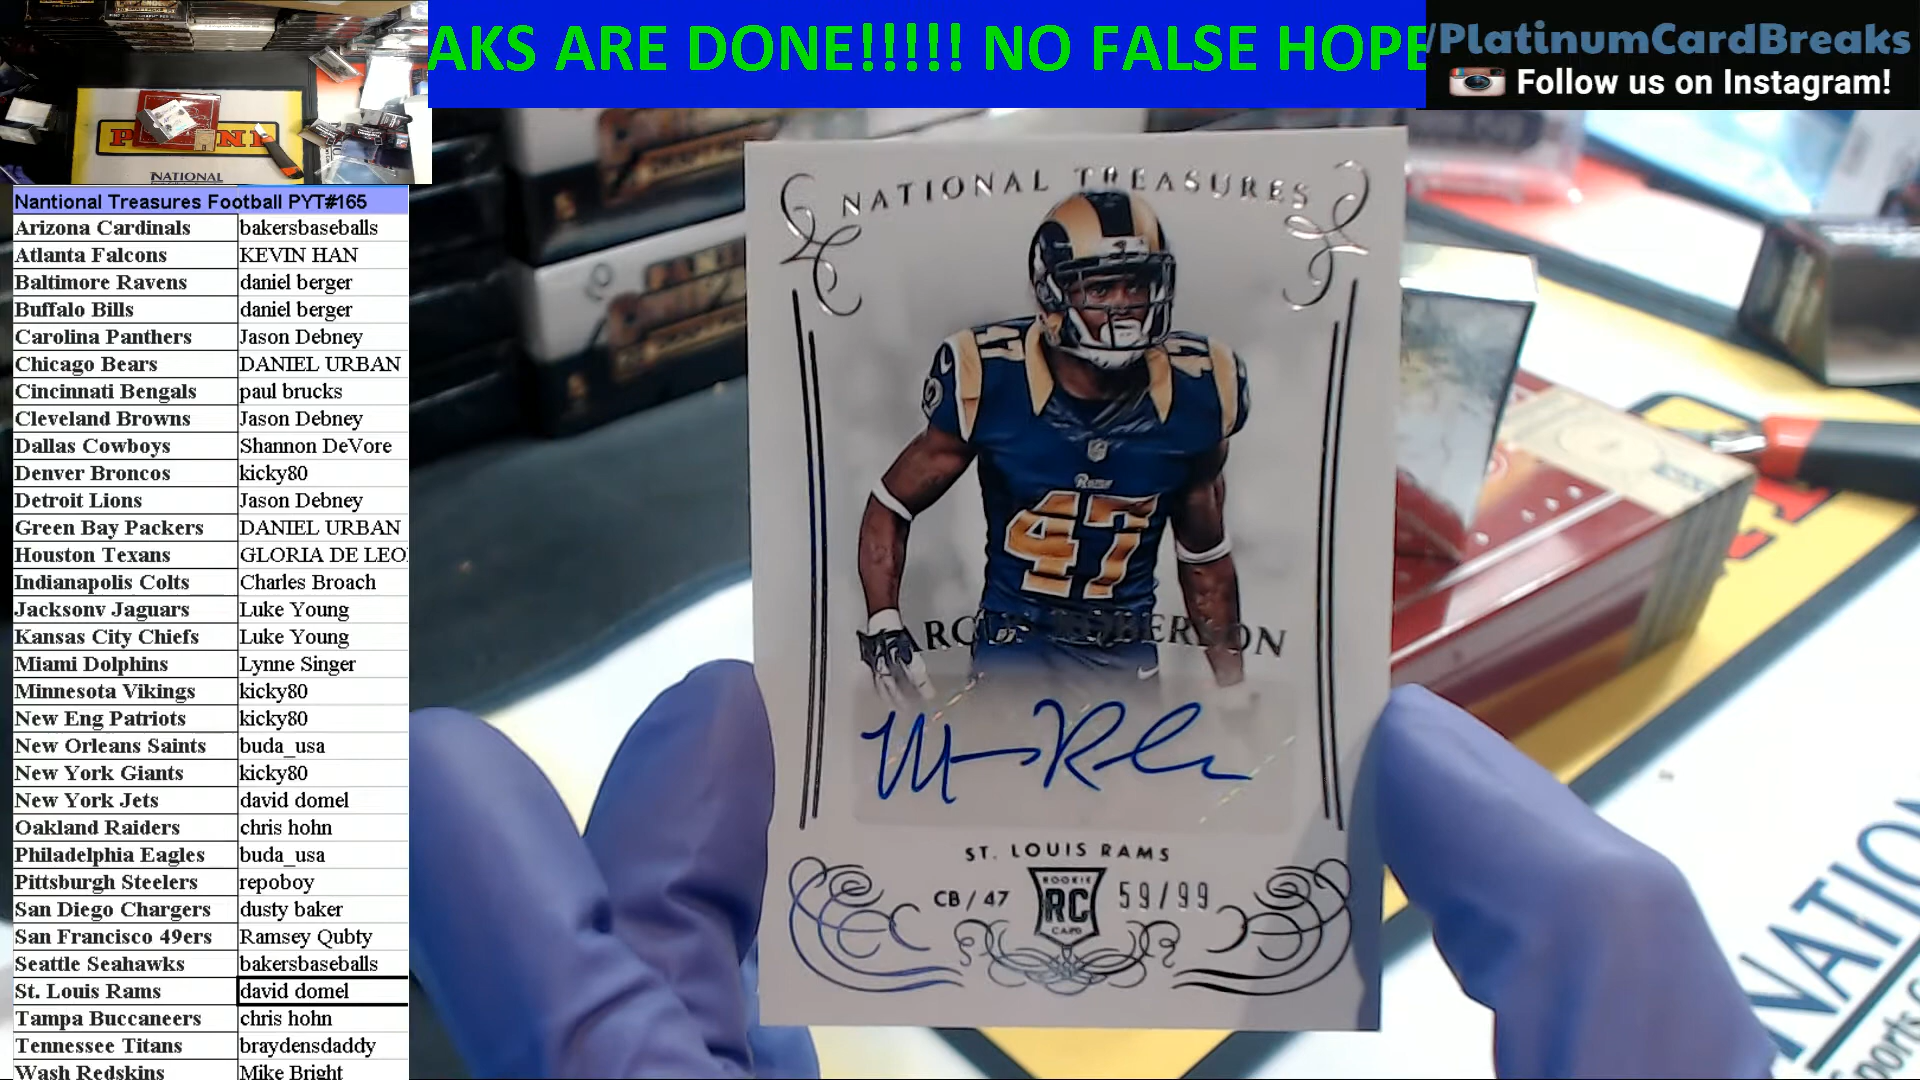 AKS ARE DONE!!!!! NO FALSE HOPE
/PlatinumCardBreaks
Follow us on Instagram!
NATIONAL
Nantional Treasures Football PYT#165
Arizona Cardinals bakersbaseballs
Atlanta Falcons KEVIN HAN
Baltimore Ravens daniel berger
Buffalo Bills daniel berger
Carolina Panthers Jason Debney
Chicago Bears DANIEL URBAN
Cincinnati Bengals paul brucks
Cleveland Browns Jason Debney
Dallas Cowboys Shannon DeVore
Denver Broncos kicky80
Detroit Lions Jason Debney
Green Bay Packers DANIEL URBAN
Houston Texans GLORIA DE LEO
Indianapolis Colts Charles Broach
Jacksonv Jaguars Luke Young
Kansas City Chiefs Luke Young
Miami Dolphins Lynne Singer
Minnesota Vikings kicky80
New Eng Patriots kicky80
New Orleans Saints buda_usa
New York Giants kicky80
New York Jets david domel
Oakland Raiders chris hohn
Philadelphia Eagles buda_usa
Pittsburgh Steelers repoboy
San Diego Chargers dusty baker
San Francisco 49ers Ramsey Qubty
Seattle Seahawks bakersbaseballs
St. Louis Rams david domel
Tampa Buccaneers chris hohn
Tennessee Titans braydensdaddy
Wash Redskins Mike Bright
NATIONAL TREASURES
47
47
Rams
47
MARCUS ROBERSON
ST. LOUIS RAMS
CB/47
ROOKIE
RC
CARD
59/99